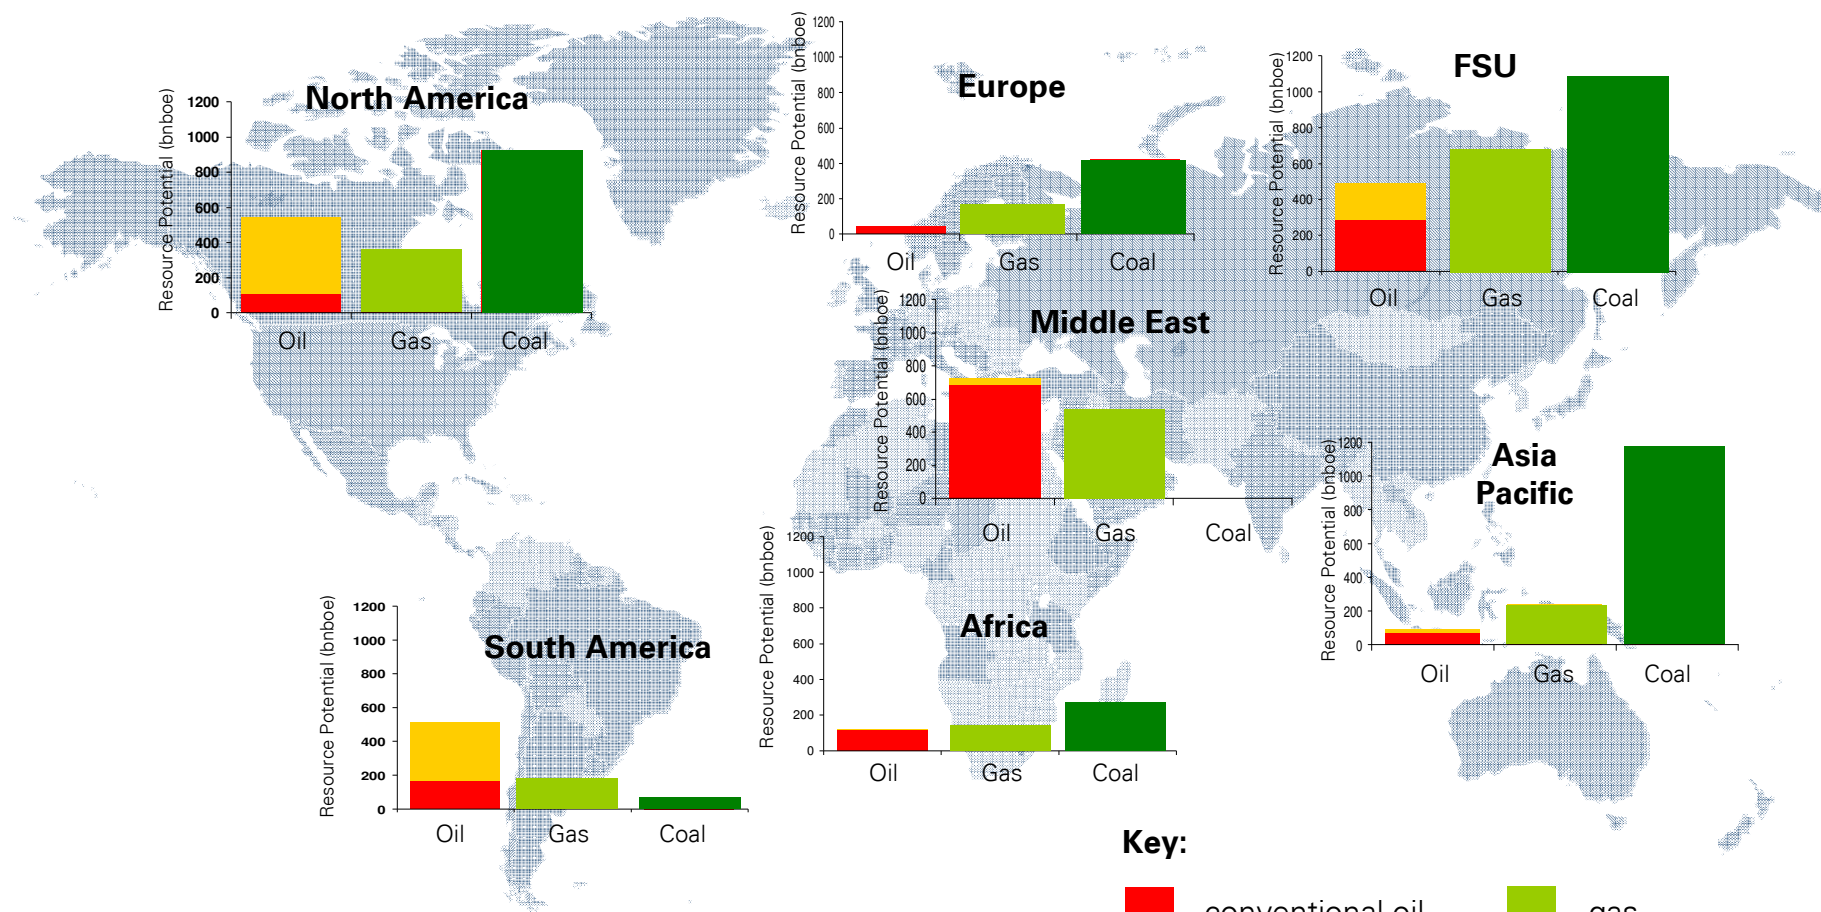 North America
Resource Potential (bnboe)
1200
1000
800
600
400
200
0
Oil Gas Coal
Europe
Resource Potential (bnboe)
1200
1000
800
600
400
200
0
Oil Gas Coal
FSU
Resource Potential (bnboe)
1200
1000
800
600
400
200
0
Oil Gas Coal
Middle East
Resource Potential (bnboe)
1200
1000
800
600
400
200
0
Oil Gas Coal
Asia
Pacific
Resource Potential (bnboe)
1200
1000
800
600
400
200
0
Oil Gas Coal
Africa
Resource Potential (bnboe)
1200
1000
800
600
400
200
0
Oil Gas Coal
South America
Resource Potential (bnboe)
1200
1000
800
600
400
200
0
Oil Gas Coal
Key:
conventional oil gas